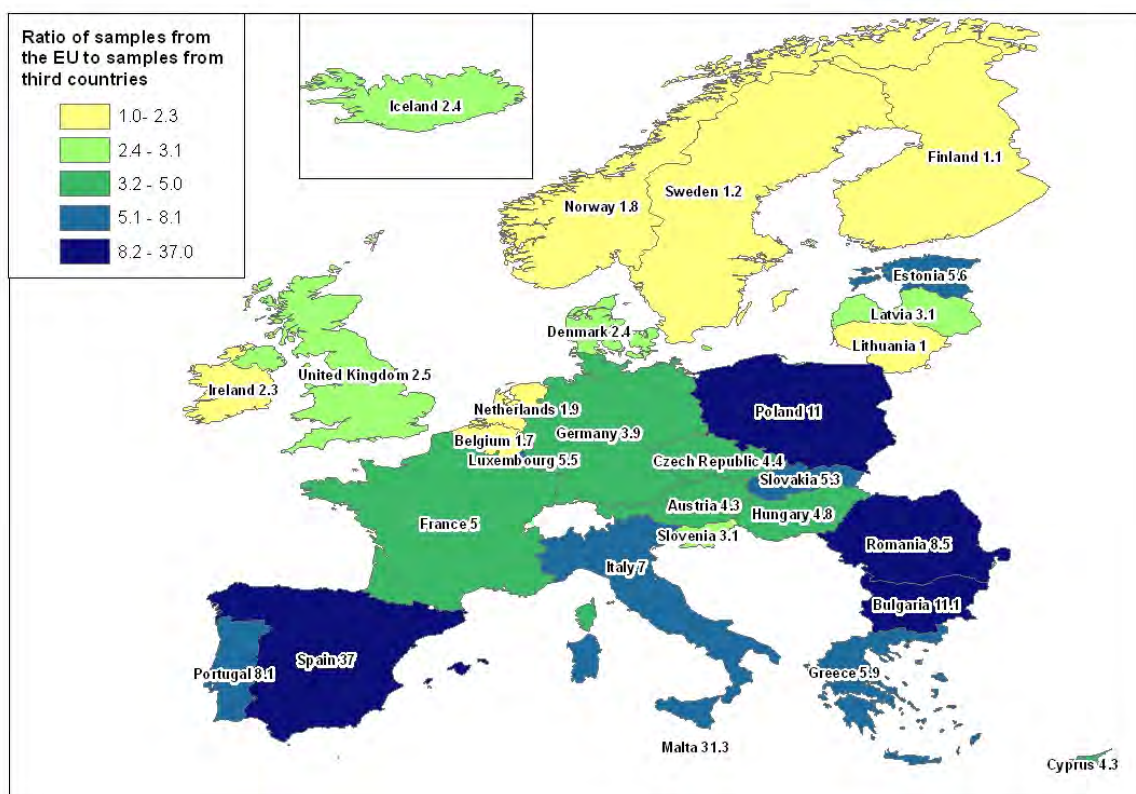 Ratio of samples from
the EU to samples from
third countries
1.0- 2.3
2.4 - 3.1
3.2 - 5.0
5.1 - 8.1
8.2 - 37.0
Iceland 2.4
Finland 1.1
Sweden 1.2
Norway 1.8
Estonia 5.6
Latvia 3.1
Denmark 2.4
Lithuania 1
United Kingdom 2.5
Ireland 2.3
Netherlands 1.9
Poland 11
Belgium 1.7
Germany 3.9
Luxembourg 5.5
Czech Republic 4.4
Slovakia 5.3
Austria 4.3
Hungary 4.8
France 5
Slovenia 3.1
Romania 8.5
Italy 7
Bulgaria 11.1
Portugal 8.1
Spain 37
Greece 5.9
Malta 31.3
Cyprus 4.3